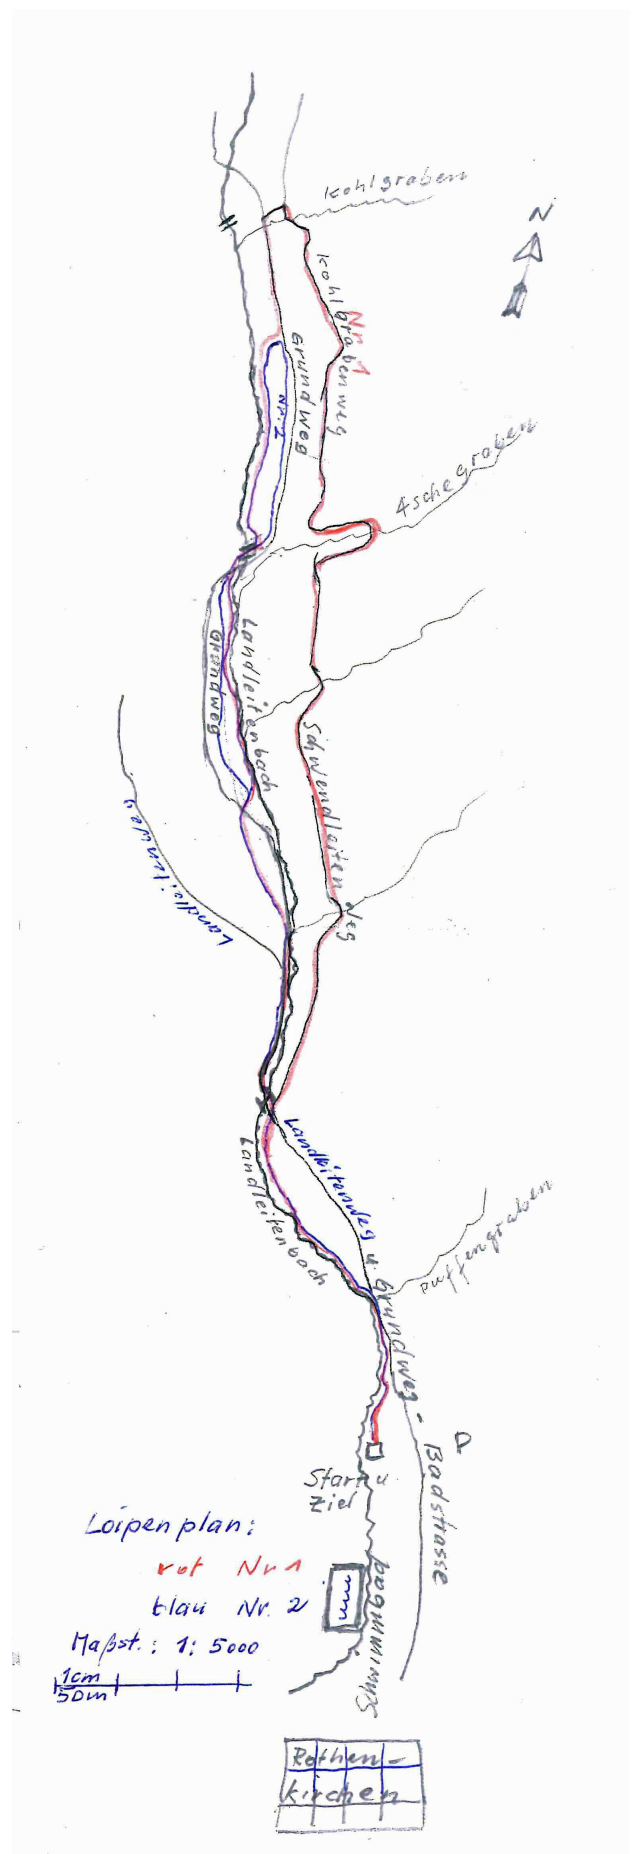 Kohlgraben
N
Kohlgrabenweg
Nr. 1
Grundweg
Nr. 2
Aschegraben
Landleitenbach
Grundweg
Schwendleitenweg
Landleitenweg
Landleitenweg u. Grundweg -
Landleitenbach
Puffengraben
P
Badstrasse
Start u.
Ziel
Loipenplan:
rot Nr. 1
blau Nr. 2
Maßst.: 1: 5000
1cm
50m
Schwimmbad
Rothen-
kirchen